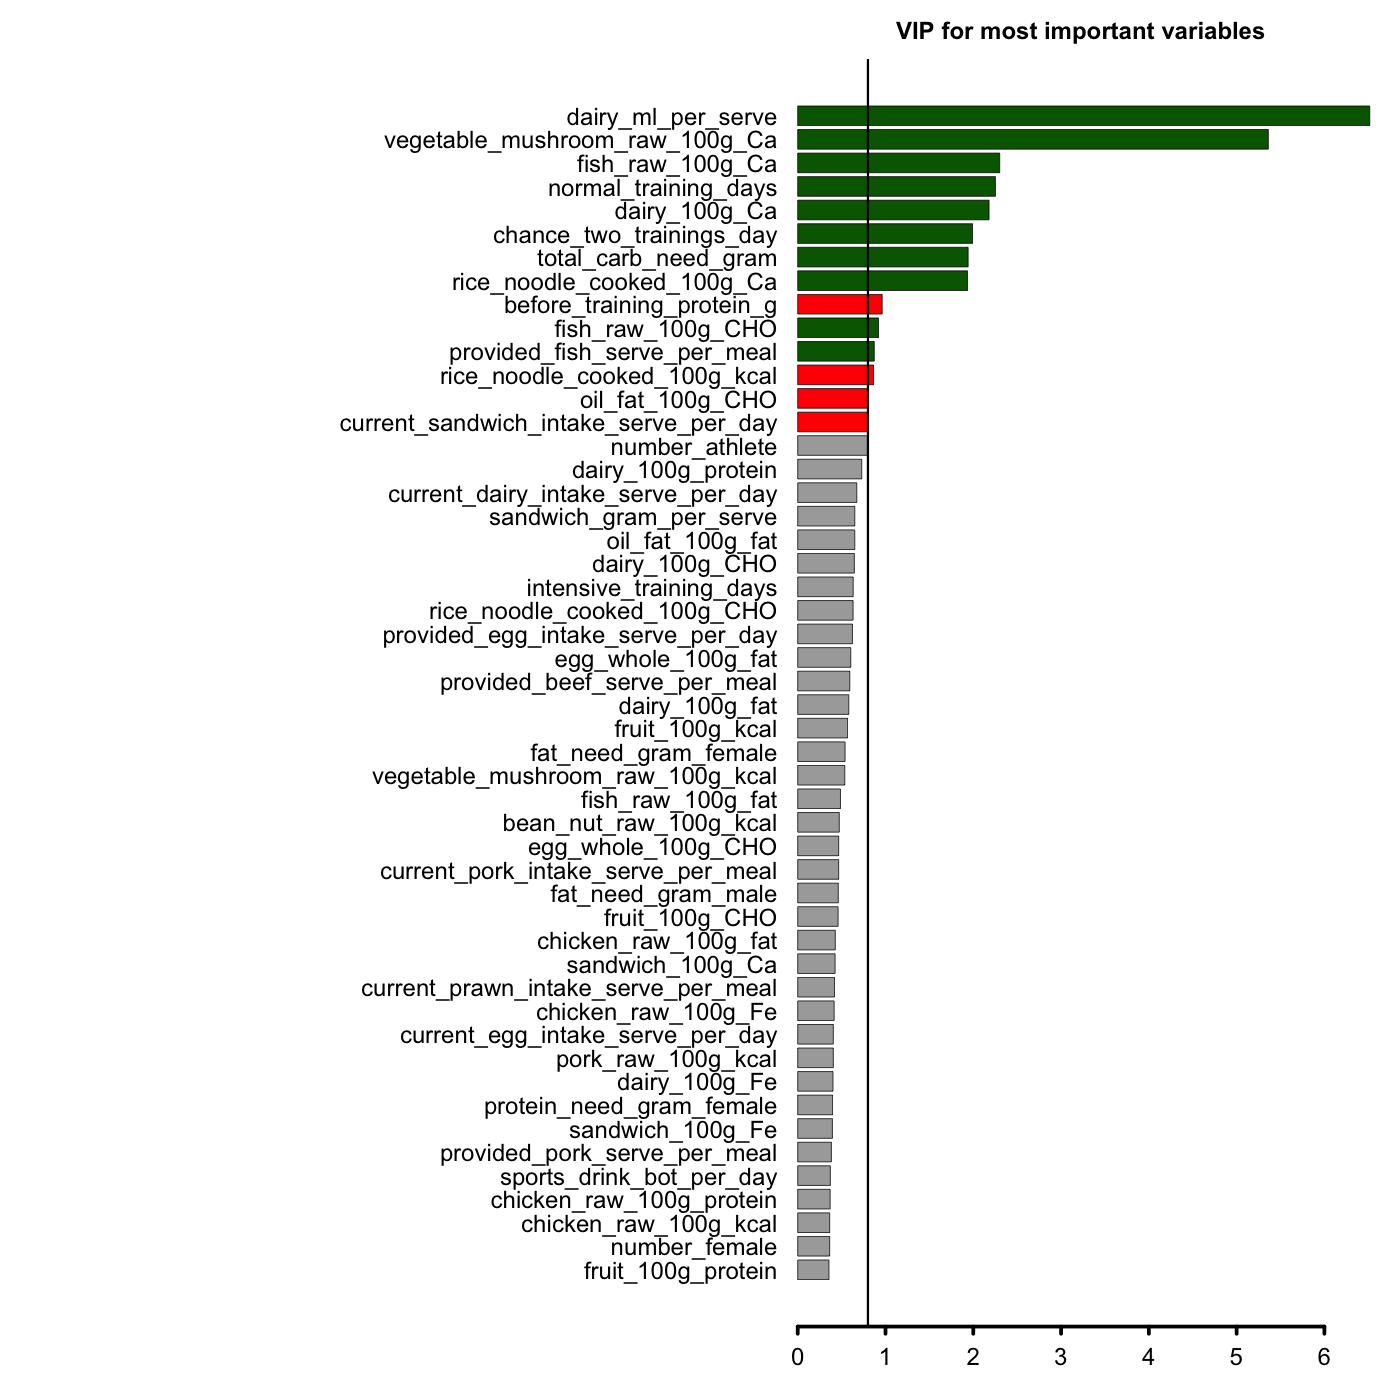 VIP for most important variables
dairy_ml_per_serve
vegetable_mushroom_raw_100g_Ca
fish_raw_100g_Ca
normal_training_days
dairy_100g_Ca
chance_two_trainings_day
total_carb_need_gram
rice_noodle_cooked_100g_Ca
before_training_protein_g
fish_raw_100g_CHO
provided_fish_serve_per_meal
rice_noodle_cooked_100g_kcal
oil_fat_100g_CHO
current_sandwich_intake_serve_per_day
number_athlete
dairy_100g_protein
current_dairy_intake_serve_per_day
sandwich_gram_per_serve
oil_fat_100g_fat
dairy_100g_CHO
intensive_training_days
rice_noodle_cooked_100g_CHO
provided_egg_intake_serve_per_day
egg_whole_100g_fat
provided_beef_serve_per_meal
dairy_100g_fat
fruit_100g_kcal
fat_need_gram_female
vegetable_mushroom_raw_100g_kcal
fish_raw_100g_fat
bean_nut_raw_100g_kcal
egg_whole_100g_CHO
current_pork_intake_serve_per_meal
fat_need_gram_male
fruit_100g_CHO
chicken_raw_100g_fat
sandwich_100g_Ca
current_prawn_intake_serve_per_meal
chicken_raw_100g_Fe
current_egg_intake_serve_per_day
pork_raw_100g_kcal
dairy_100g_Fe
protein_need_gram_female
sandwich_100g_Fe
provided_pork_serve_per_meal
sports_drink_bot_per_day
chicken_raw_100g_protein
chicken_raw_100g_kcal
number_female
fruit_100g_protein
0 1 2 3 4 5 6